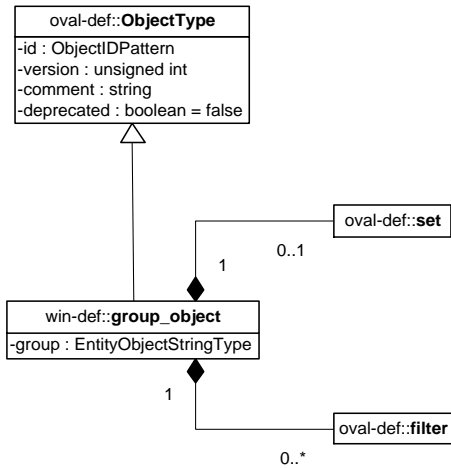 oval-def::ObjectType
-id : ObjectIDPattern
-version : unsigned int
-comment : string
-deprecated : boolean = false
oval-def::set
0..1
1
win-def::group_object
-group : EntityObjectStringType
1
oval-def::filter
0..*